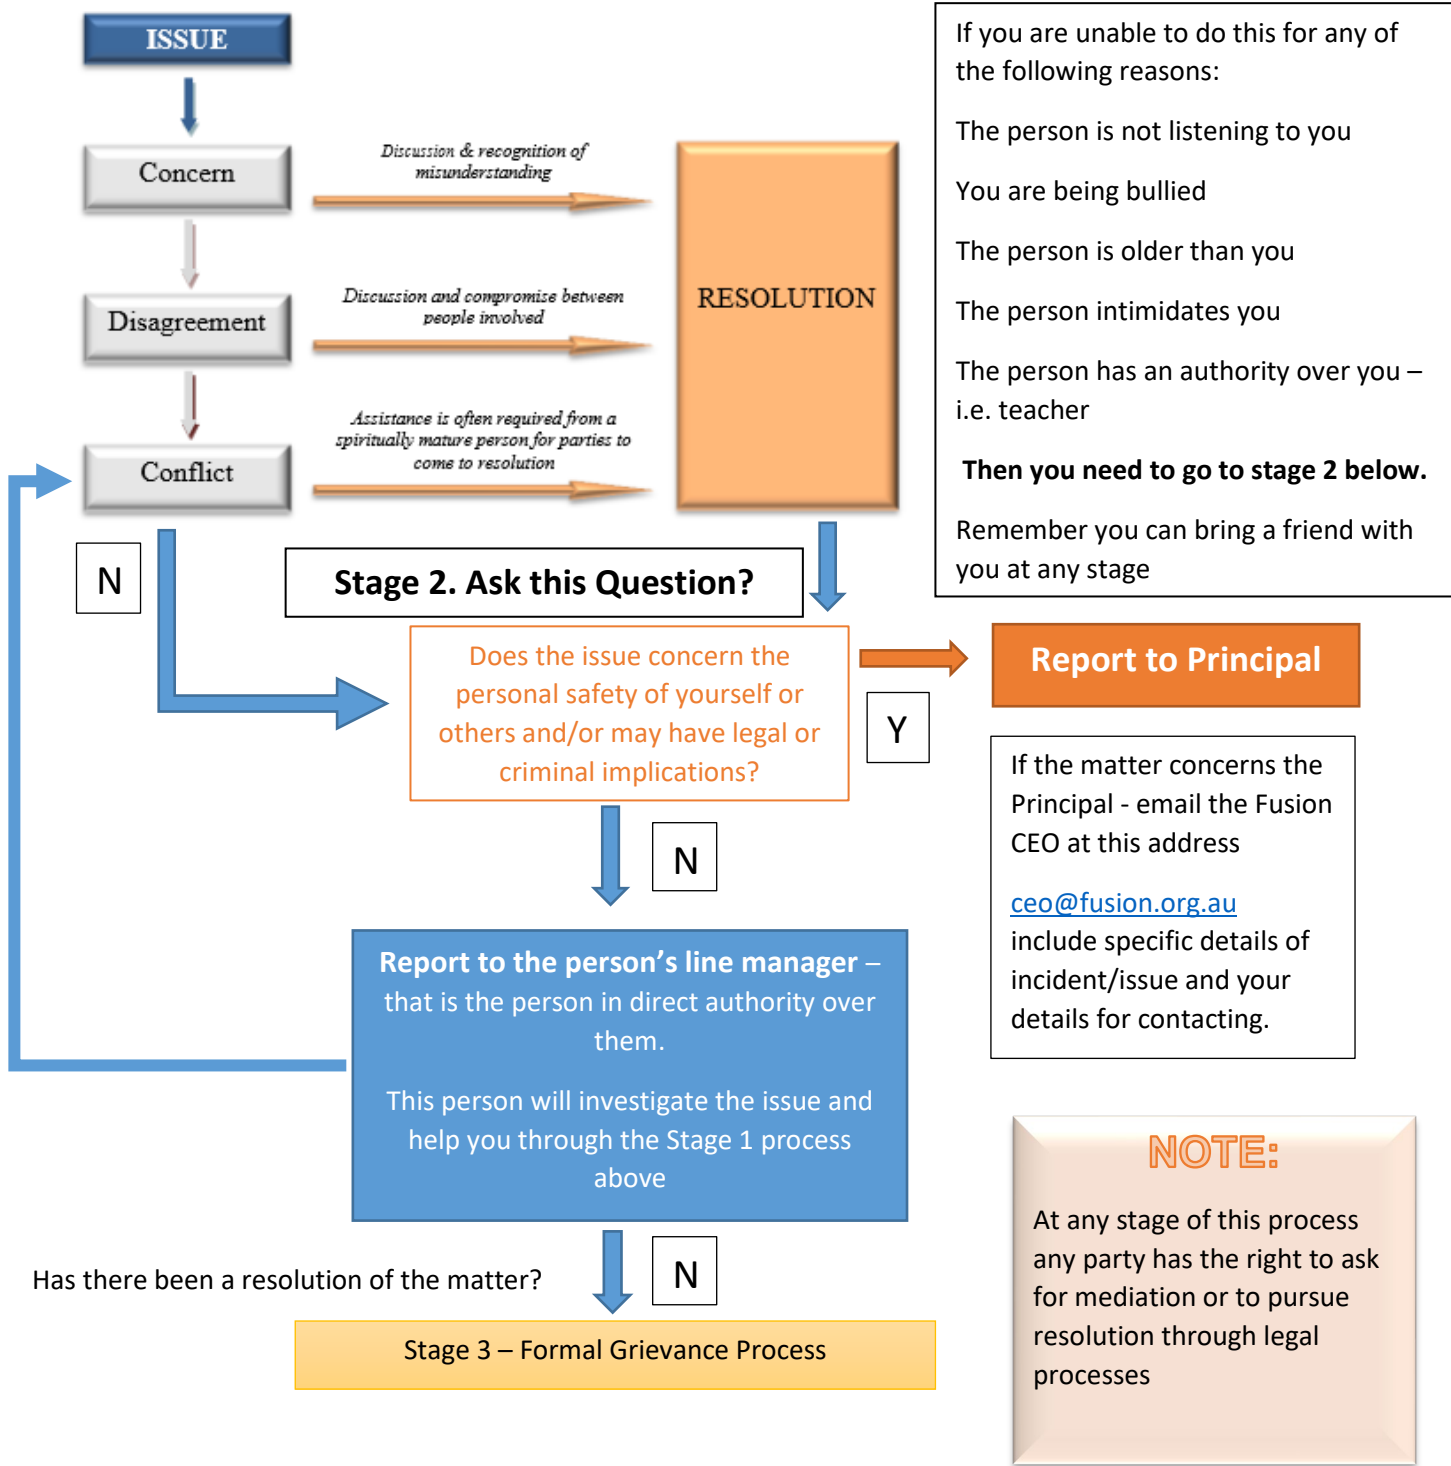 ISSUE
Concern
Discussion & recognition of
misunderstanding
Disagreement
Discussion and compromise between
people involved
Conflict
Assistance is often required from a
spiritually mature person for parties to
come to resolution
RESOLUTION
If you are unable to do this for any of
the following reasons:
The person is not listening to you
You are being bullied
The person is older than you
The person intimidates you
The person has an authority over you –
i.e. teacher
Then you need to go to stage 2 below.
Remember you can bring a friend with
you at any stage
N
Stage 2. Ask this Question?
Does the issue concern the
personal safety of yourself or
others and/or may have legal or
criminal implications?
Y
Report to Principal
If the matter concerns the
Principal - email the Fusion
CEO at this address
ceo@fusion.org.au
include specific details of
incident/issue and your
details for contacting.
N
Report to the person’s line manager –
that is the person in direct authority over
them.
This person will investigate the issue and
help you through the Stage 1 process
above
Has there been a resolution of the matter?
N
Stage 3 – Formal Grievance Process
NOTE:
At any stage of this process
any party has the right to ask
for mediation or to pursue
resolution through legal
processes